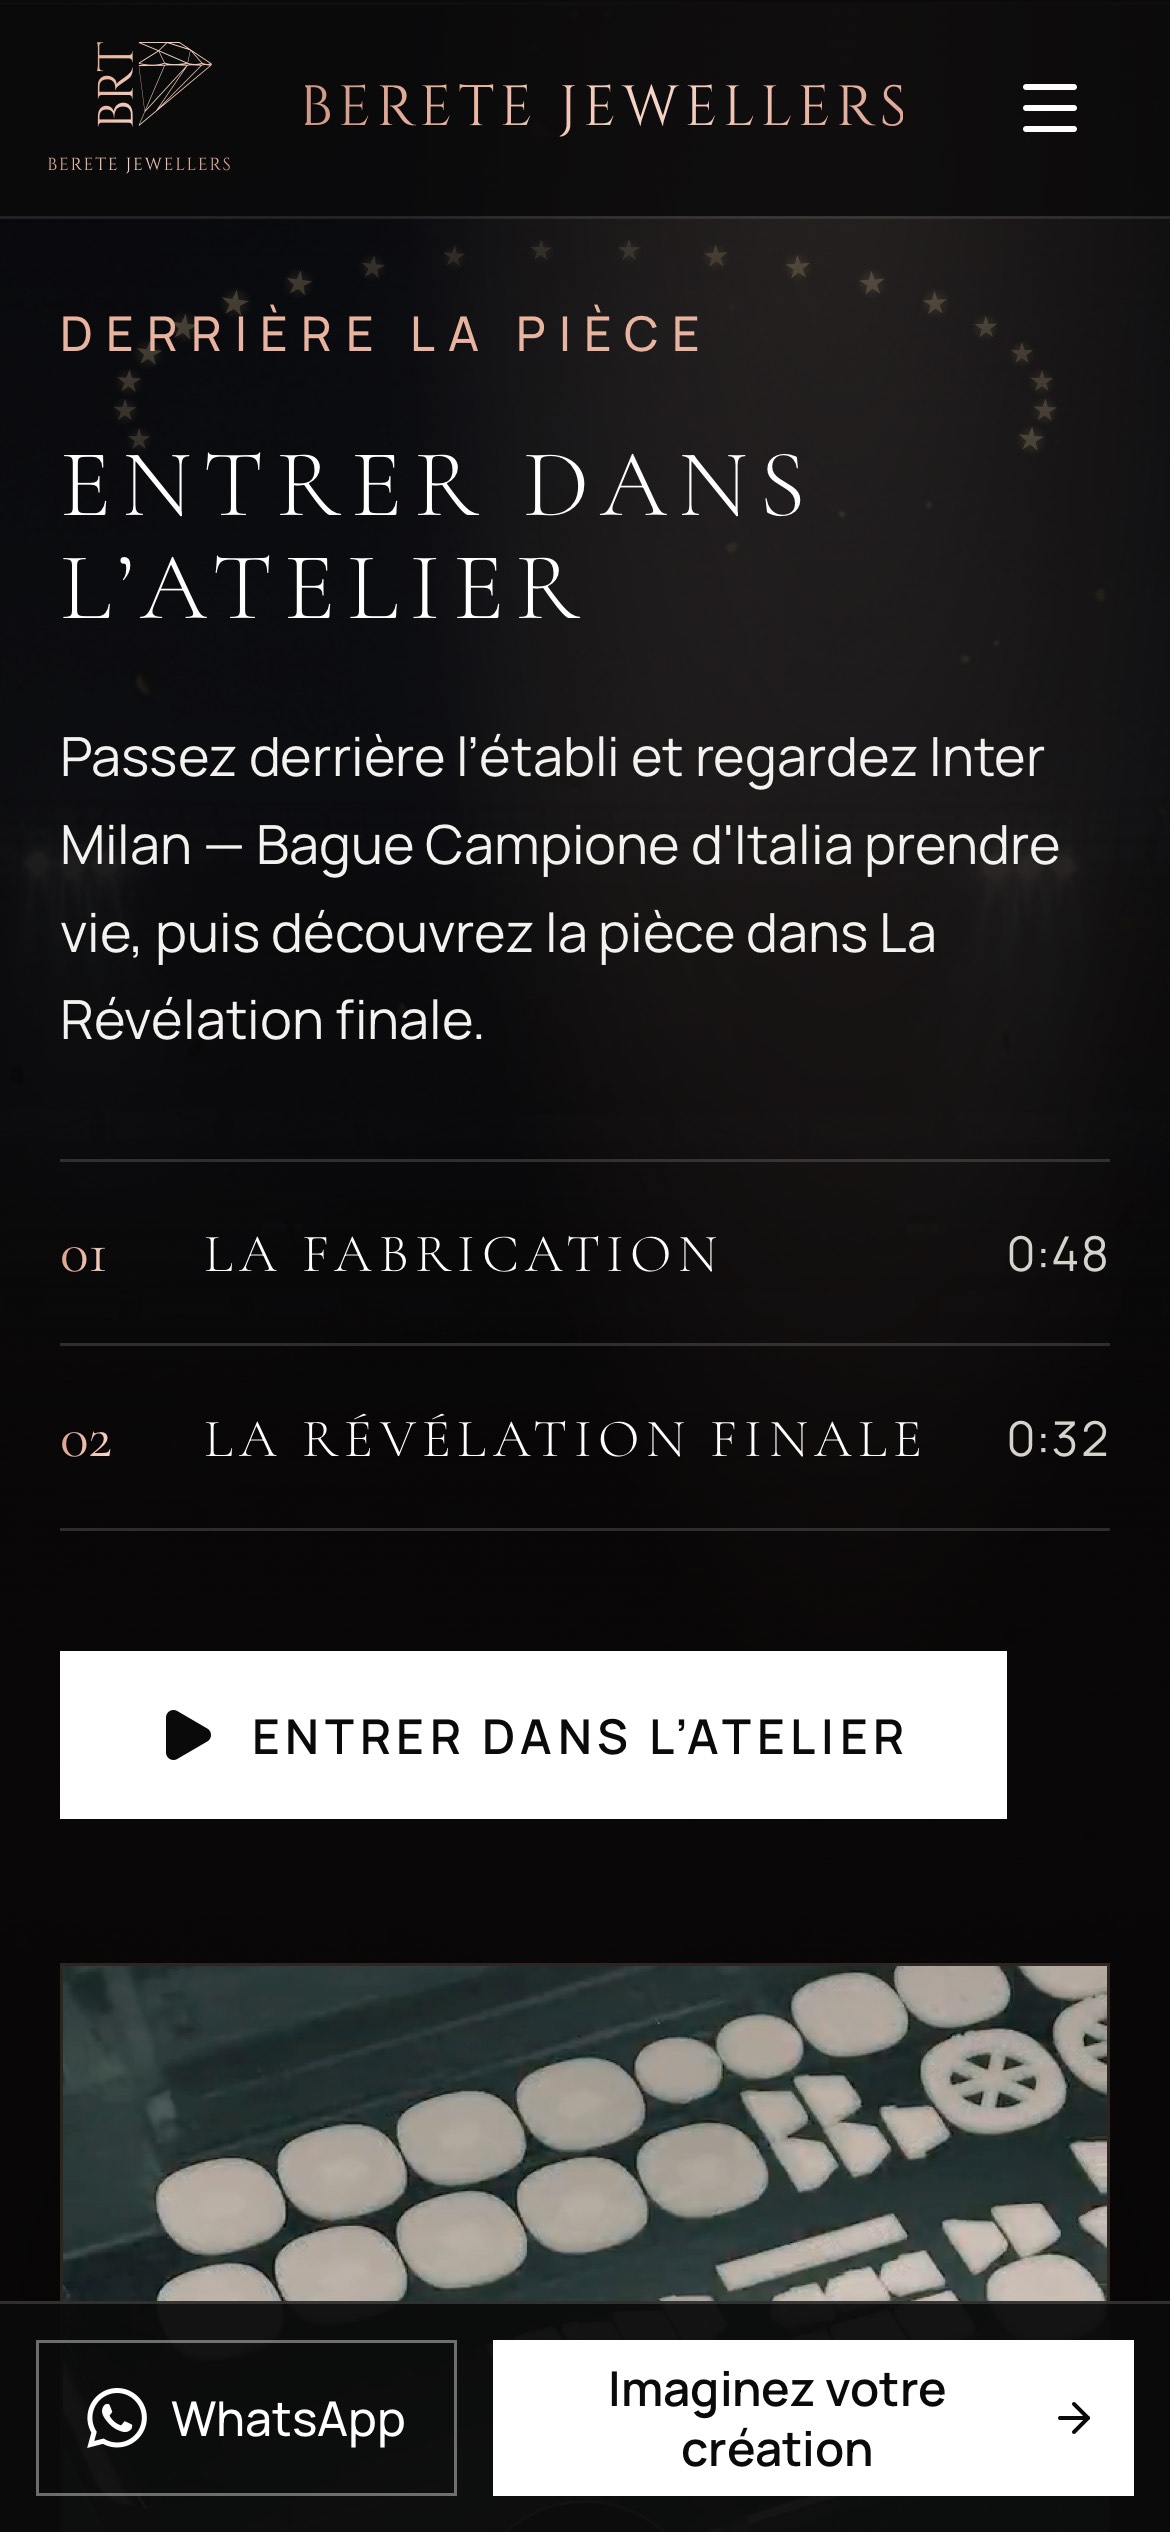 BRT
BERETE JEWELLERS
BERETE JEWELLERS
DERRIÈRE LA PIÈCE
ENTRER DANS
L’ATELIER
Passez derrière l’établi et regardez Inter
Milan — Bague Campione d'Italia prendre
vie, puis découvrez la pièce dans La
Révélation finale.
01 LA FABRICATION 0:48
02 LA RÉVÉLATION FINALE 0:32
ENTRER DANS L’ATELIER
WhatsApp
Imaginez votre
création